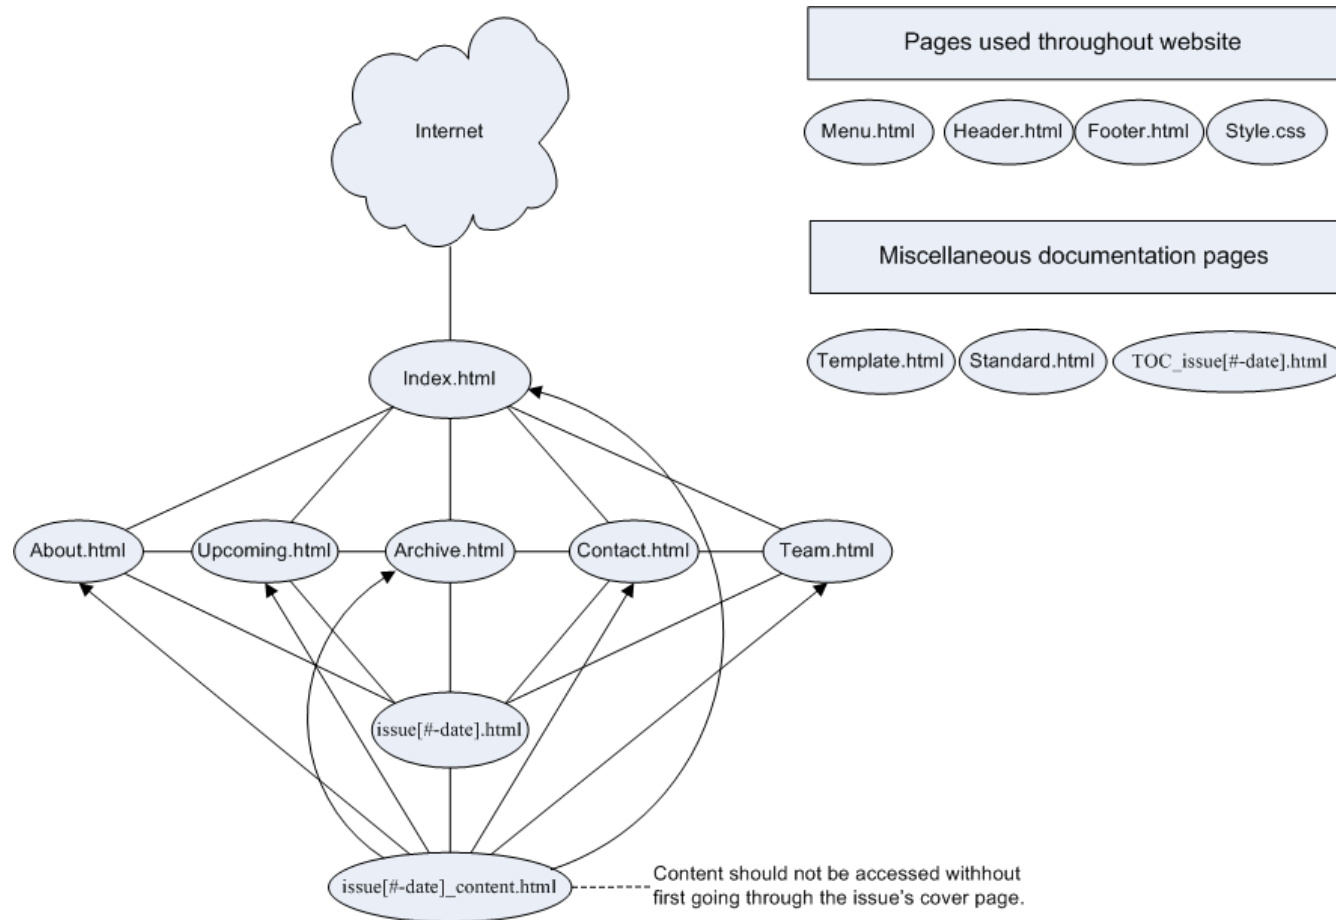 Internet
Pages used throughout website
Menu.html
Header.html
Footer.html
Style.css
Miscellaneous documentation pages
Template.html
Standard.html
TOC_issue[#-date].html
Index.html
About.html
Upcoming.html
Archive.html
Contact.html
Team.html
issue[#-date].html
issue[#-date]_content.html
Content should not be accessed withhout
first going through the issue's cover page.